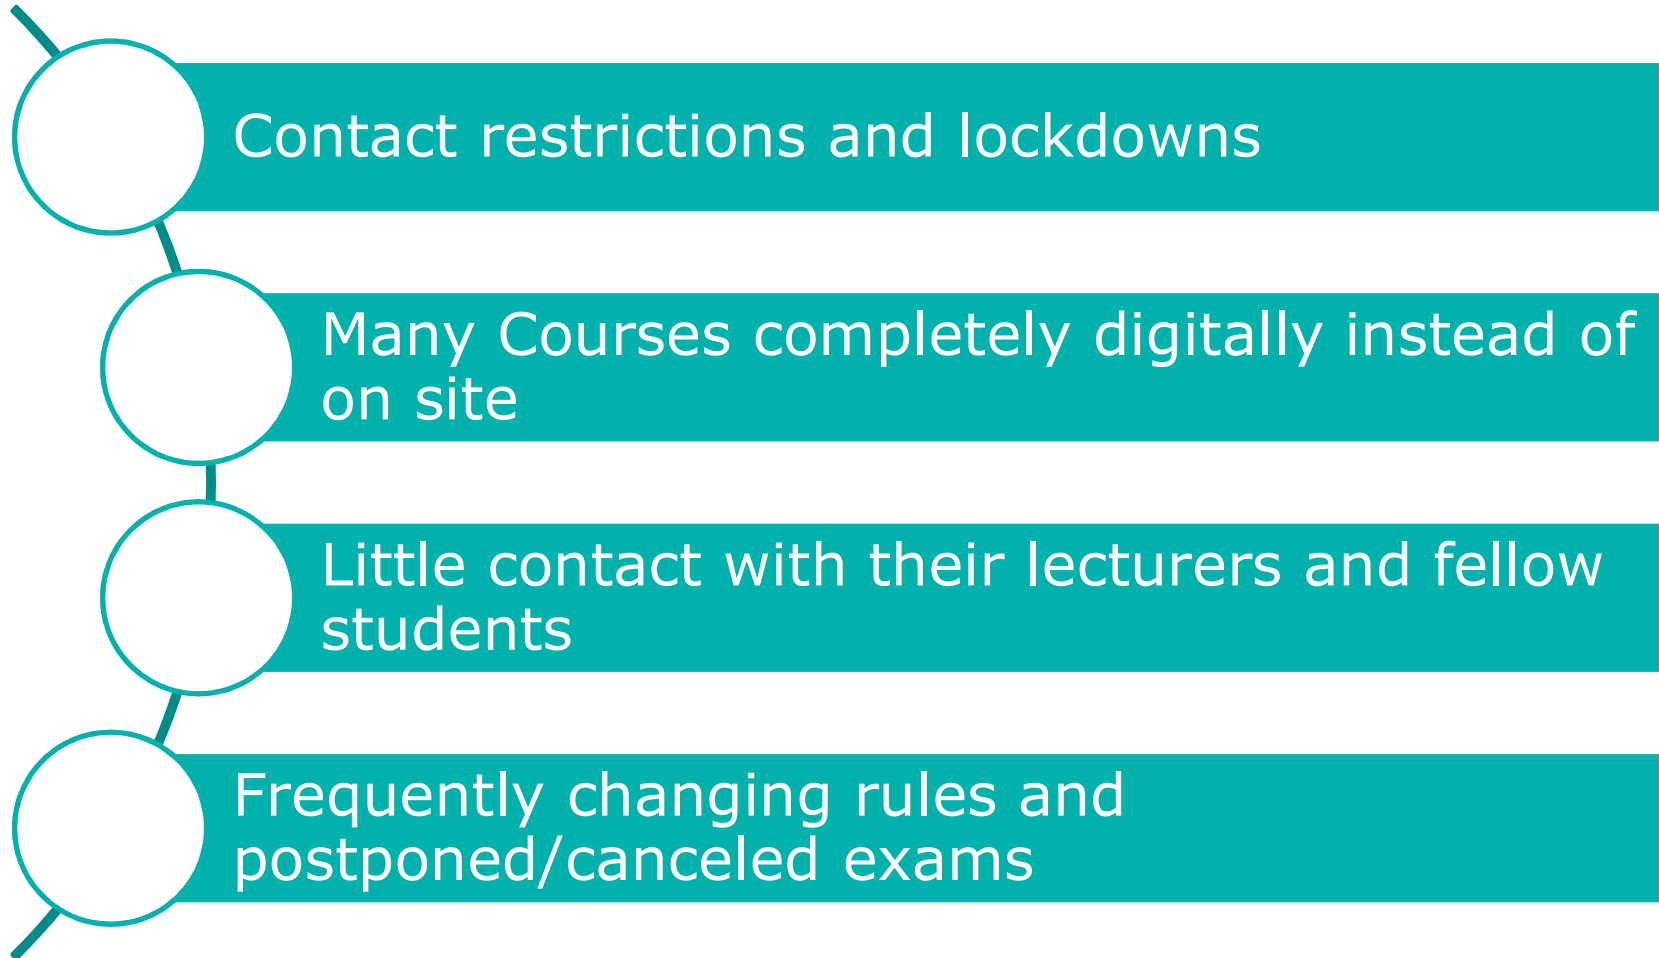 Contact restrictions and lockdowns
Many Courses completely digitally instead of
on site
Little contact with their lecturers and fellow
students
Frequently changing rules and
postponed/canceled exams